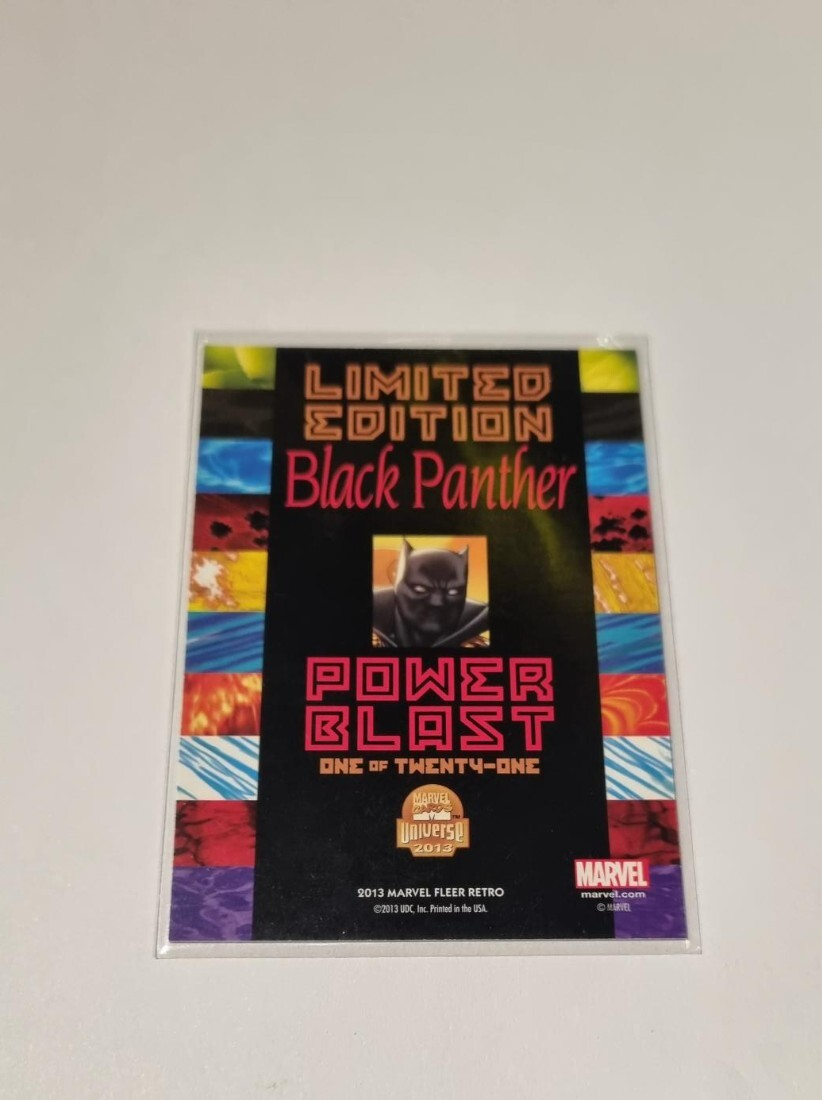 LIMITED
EDITION
Black Panther
POWER
BLAST
ONE OF TWENTY-ONE
MARVEL
CARDS
UNIVERSE
2013
2013 MARVEL FLEER RETRO
©2013 UDC, Inc. Printed in the USA.
MARVEL
marvel.com
© MARVEL